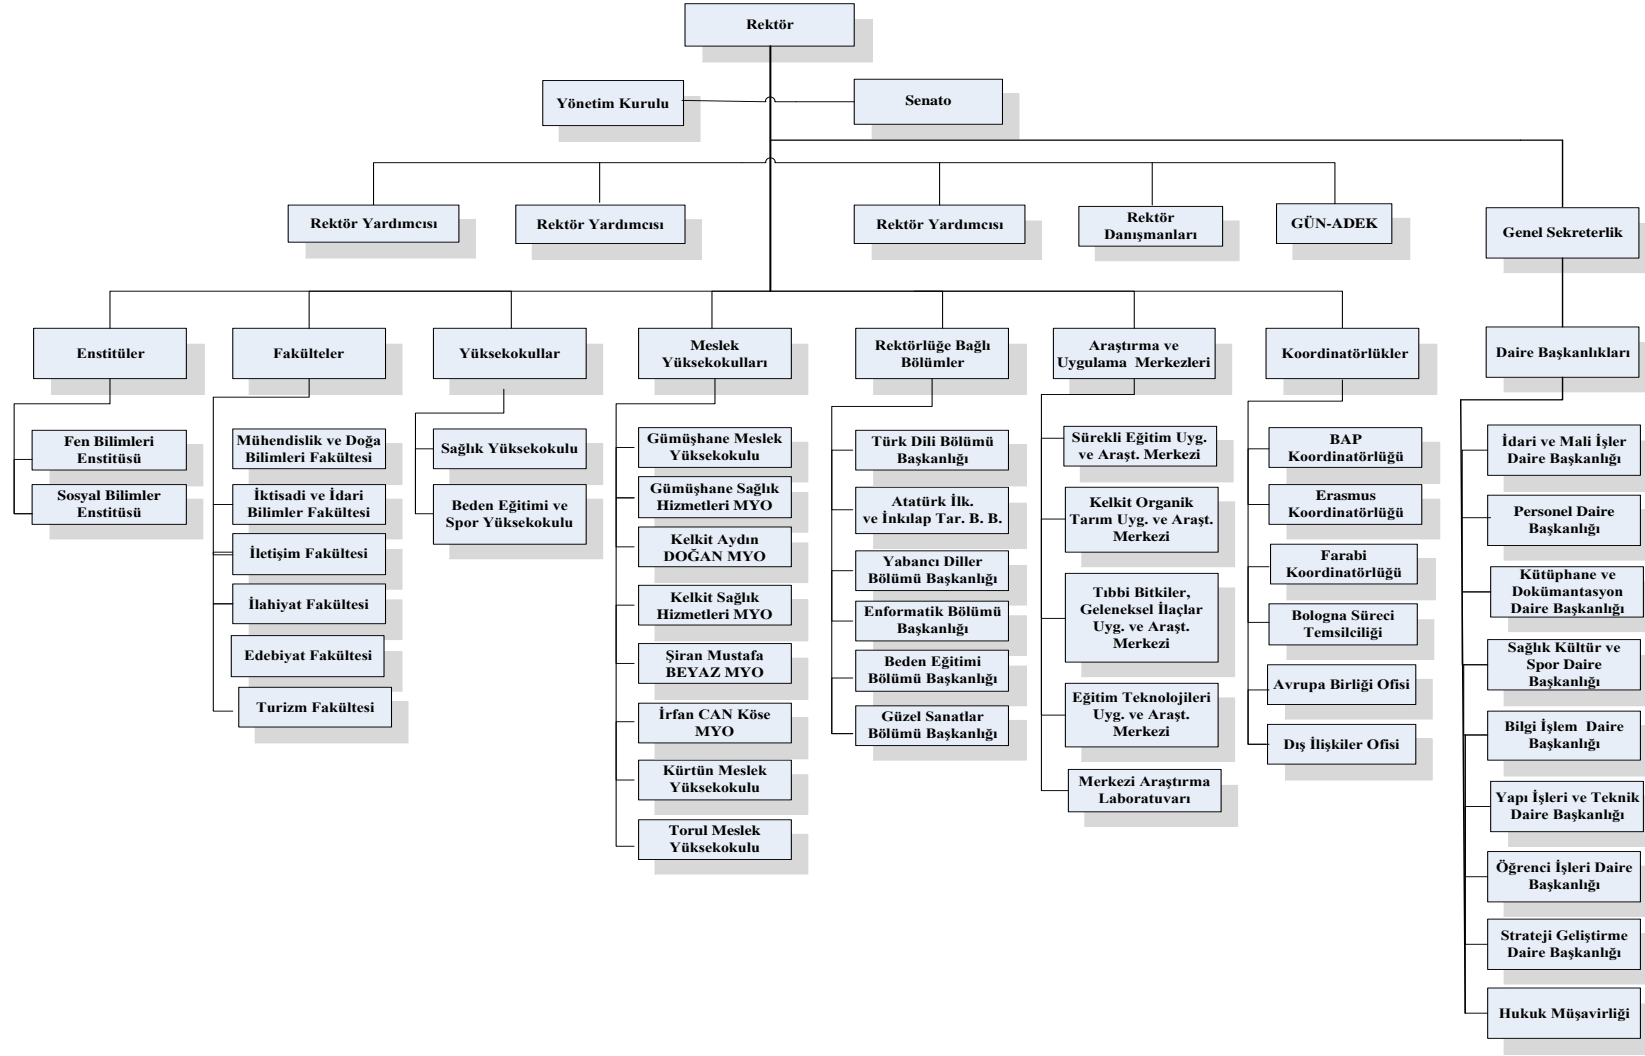 Rektör
Yönetim Kurulu
Senato
Rektör Yardımcısı
Rektör Yardımcısı
Rektör Yardımcısı
Rektör
Danışmanları
GÜN-ADEK
Genel Sekreterlik
Enstitüler
Fen Bilimleri
Enstitüsü
Sosyal Bilimler
Enstitüsü
Fakülteler
Mühendislik ve Doğa
Bilimleri Fakültesi
İktisadi ve İdari
Bilimler Fakültesi
İletişim Fakültesi
İlahiyat Fakültesi
Edebiyat Fakültesi
Turizm Fakültesi
Yüksekokullar
Sağlık Yüksekokulu
Beden Eğitimi ve
Spor Yüksekokulu
Meslek
Yüksekokulları
Gümüşhane Meslek
Yüksekokulu
Gümüşhane Sağlık
Hizmetleri MYO
Kelkit Aydın
DOĞAN MYO
Kelkit Sağlık
Hizmetleri MYO
Şiran Mustafa
BEYAZ MYO
İrfan CAN Köse
MYO
Kürtün Meslek
Yüksekokulu
Torul Meslek
Yüksekokulu
Rektörlüğe Bağlı
Bölümler
Türk Dili Bölümü
Başkanlığı
Atatürk İlk.
ve İnkılap Tar. B. B.
Yabancı Diller
Bölümü Başkanlığı
Enformatik Bölümü
Başkanlığı
Beden Eğitimi
Bölümü Başkanlığı
Güzel Sanatlar
Bölümü Başkanlığı
Araştırma ve
Uygulama Merkezleri
Sürekli Eğitim Uyg.
ve Araşt. Merkezi
Kelkit Organik
Tarım Uyg. ve Araşt.
Merkezi
Tıbbi Bitkiler,
Geleneksel İlaçlar
Uyg. ve Araşt.
Merkezi
Eğitim Teknolojileri
Uyg. ve Araşt.
Merkezi
Merkezi Araştırma
Laboratuvarı
Koordinatörlükler
BAP
Koordinatörlüğü
Erasmus
Koordinatörlüğü
Farabi
Koordinatörlüğü
Bologna Süreci
Temsilciliği
Avrupa Birliği Ofisi
Dış İlişkiler Ofisi
Daire Başkanlıkları
İdari ve Mali İşler
Daire Başkanlığı
Personel Daire
Başkanlığı
Kütüphane ve
Dokümantasyon
Daire Başkanlığı
Sağlık Kültür ve
Spor Daire
Başkanlığı
Bilgi İşlem Daire
Başkanlığı
Yapı İşleri ve Teknik
Daire Başkanlığı
Öğrenci İşleri Daire
Başkanlığı
Strateji Geliştirme
Daire Başkanlığı
Hukuk Müşavirliği